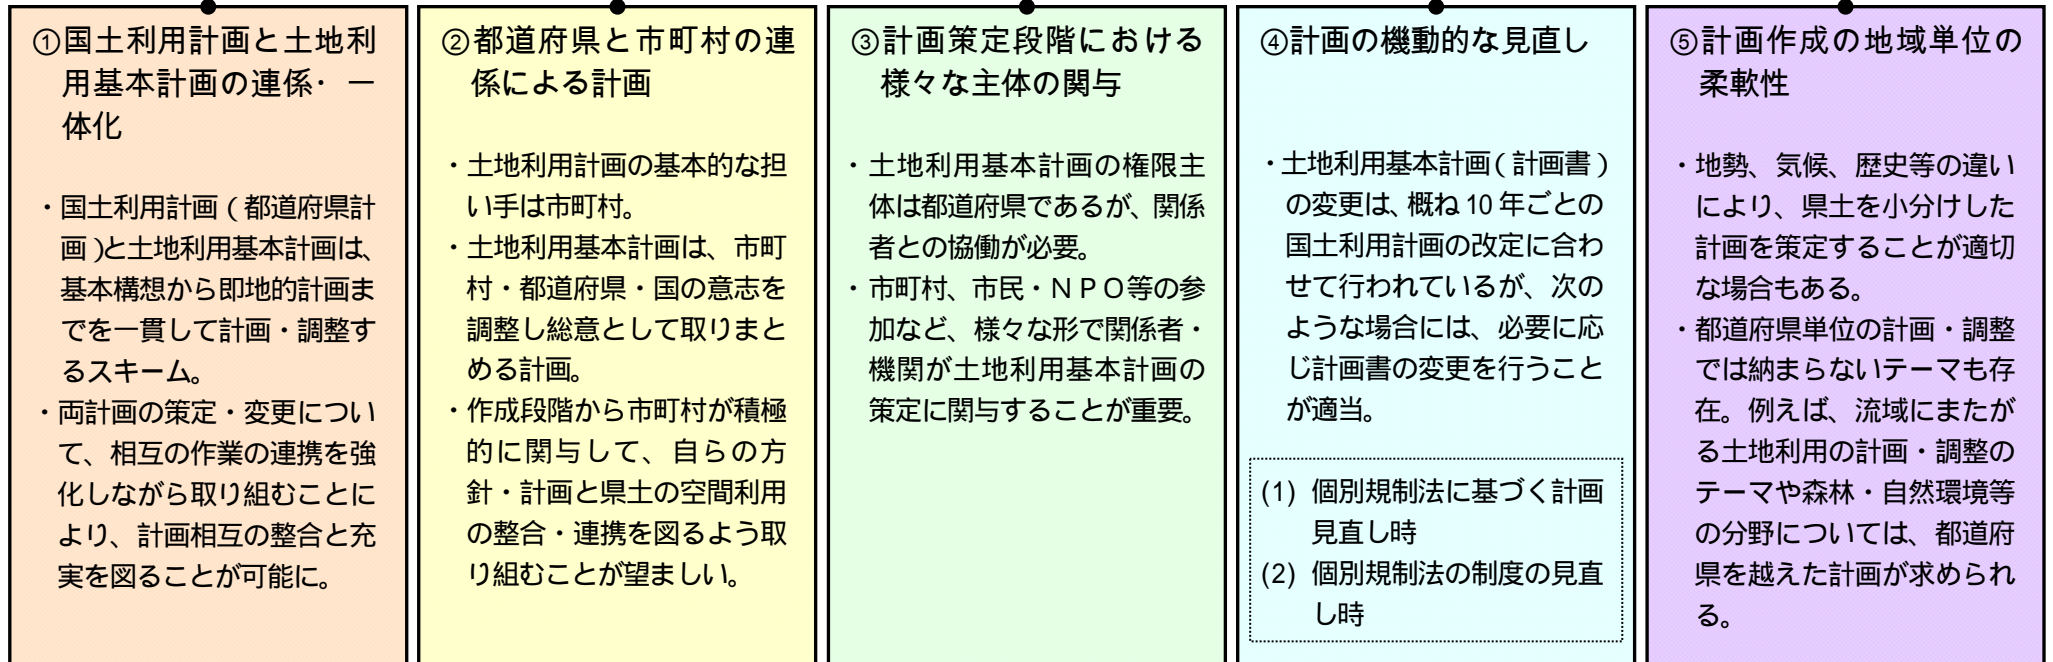 ①国土利用計画と土地利
用基本計画の連係・一
体化
・国土利用計画（都道府県計
画）と土地利用基本計画は、
基本構想から即地的計画ま
でを一貫して計画・調整す
るスキーム。
・両計画の策定・変更につい
て、相互の作業の連携を強
化しながら取り組むことに
より、計画相互の整合と充
実を図ることが可能に。
②都道府県と市町村の連
係による計画
・土地利用計画の基本的な担
い手は市町村。
・土地利用基本計画は、市町
村・都道府県・国の意志を
調整し総意として取りまと
める計画。
・作成段階から市町村が積極
的に関与して、自らの方
針・計画と県土の空間利用
の整合・連携を図るよう取
り組むことが望ましい。
③計画策定段階における
様々な主体の関与
・土地利用基本計画の権限主
体は都道府県であるが、関係
者との協働が必要。
・市町村、市民・ＮＰＯ等の参
加など、様々な形で関係者・
機関が土地利用基本計画の
策定に関与することが重要。
④計画の機動的な見直し
・土地利用基本計画（計画書）
の変更は、概ね 10 年ごとの
国土利用計画の改定に合わ
せて行われているが、次の
ような場合には、必要に応
じ計画書の変更を行うこと
が適当。
(1) 個別規制法に基づく計画
見直し時
(2) 個別規制法の制度の見直
し時
⑤計画作成の地域単位の
柔軟性
・地勢、気候、歴史等の違い
により、県土を小分けした
計画を策定することが適切
な場合もある。
・都道府県単位の計画・調整
では納まらないテーマも存
在。例えば、流域にまたが
る土地利用の計画・調整の
テーマや森林・自然環境等
の分野については、都道府
県を越えた計画が求められ
る。